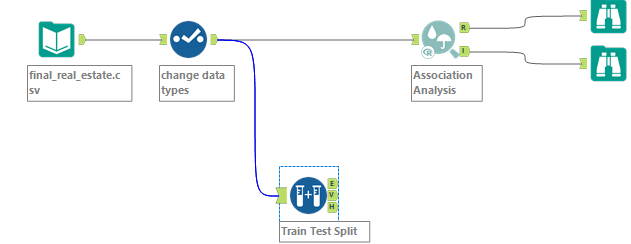 R
I
final_real_estate.c
sv
change data
types
Association
Analysis
E
V
H
Train Test Split